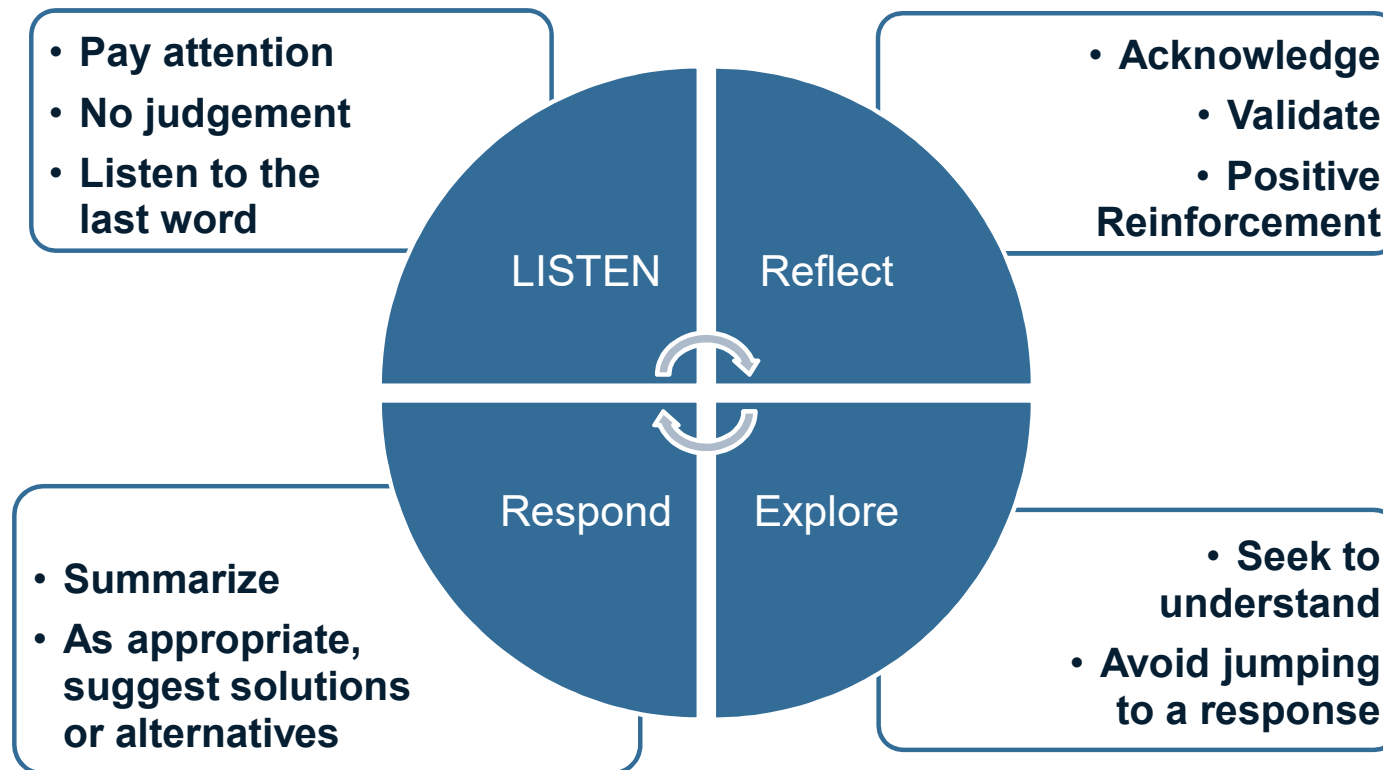 • Pay attention
• No judgement
• Listen to the
last word
LISTEN
• Acknowledge
• Validate
• Positive
Reinforcement
Reflect
Explore
• Seek to
understand
• Avoid jumping
to a response
Respond
• Summarize
• As appropriate,
suggest solutions
or alternatives